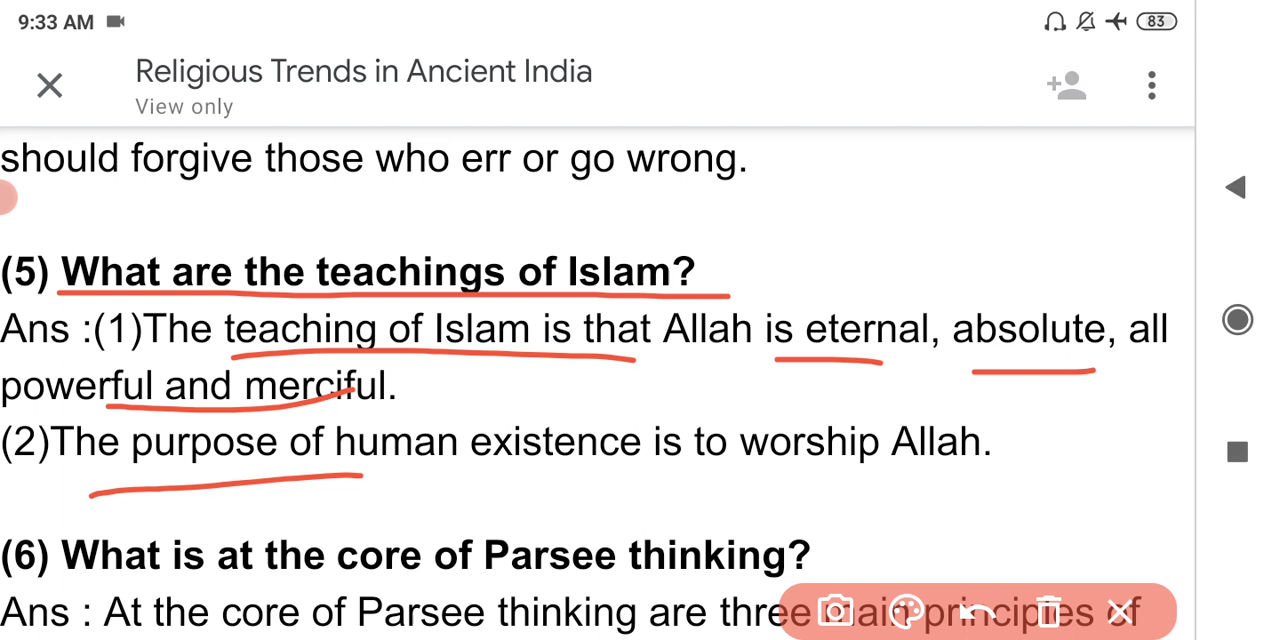 9:33 AM 83
Religious Trends in Ancient India
View only
should forgive those who err or go wrong.
(5) What are the teachings of Islam?
Ans :(1)The teaching of Islam is that Allah is eternal, absolute, all
powerful and merciful.
(2)The purpose of human existence is to worship Allah.
(6) What is at the core of Parsee thinking?
Ans : At the core of Parsee thinking are three main principles of